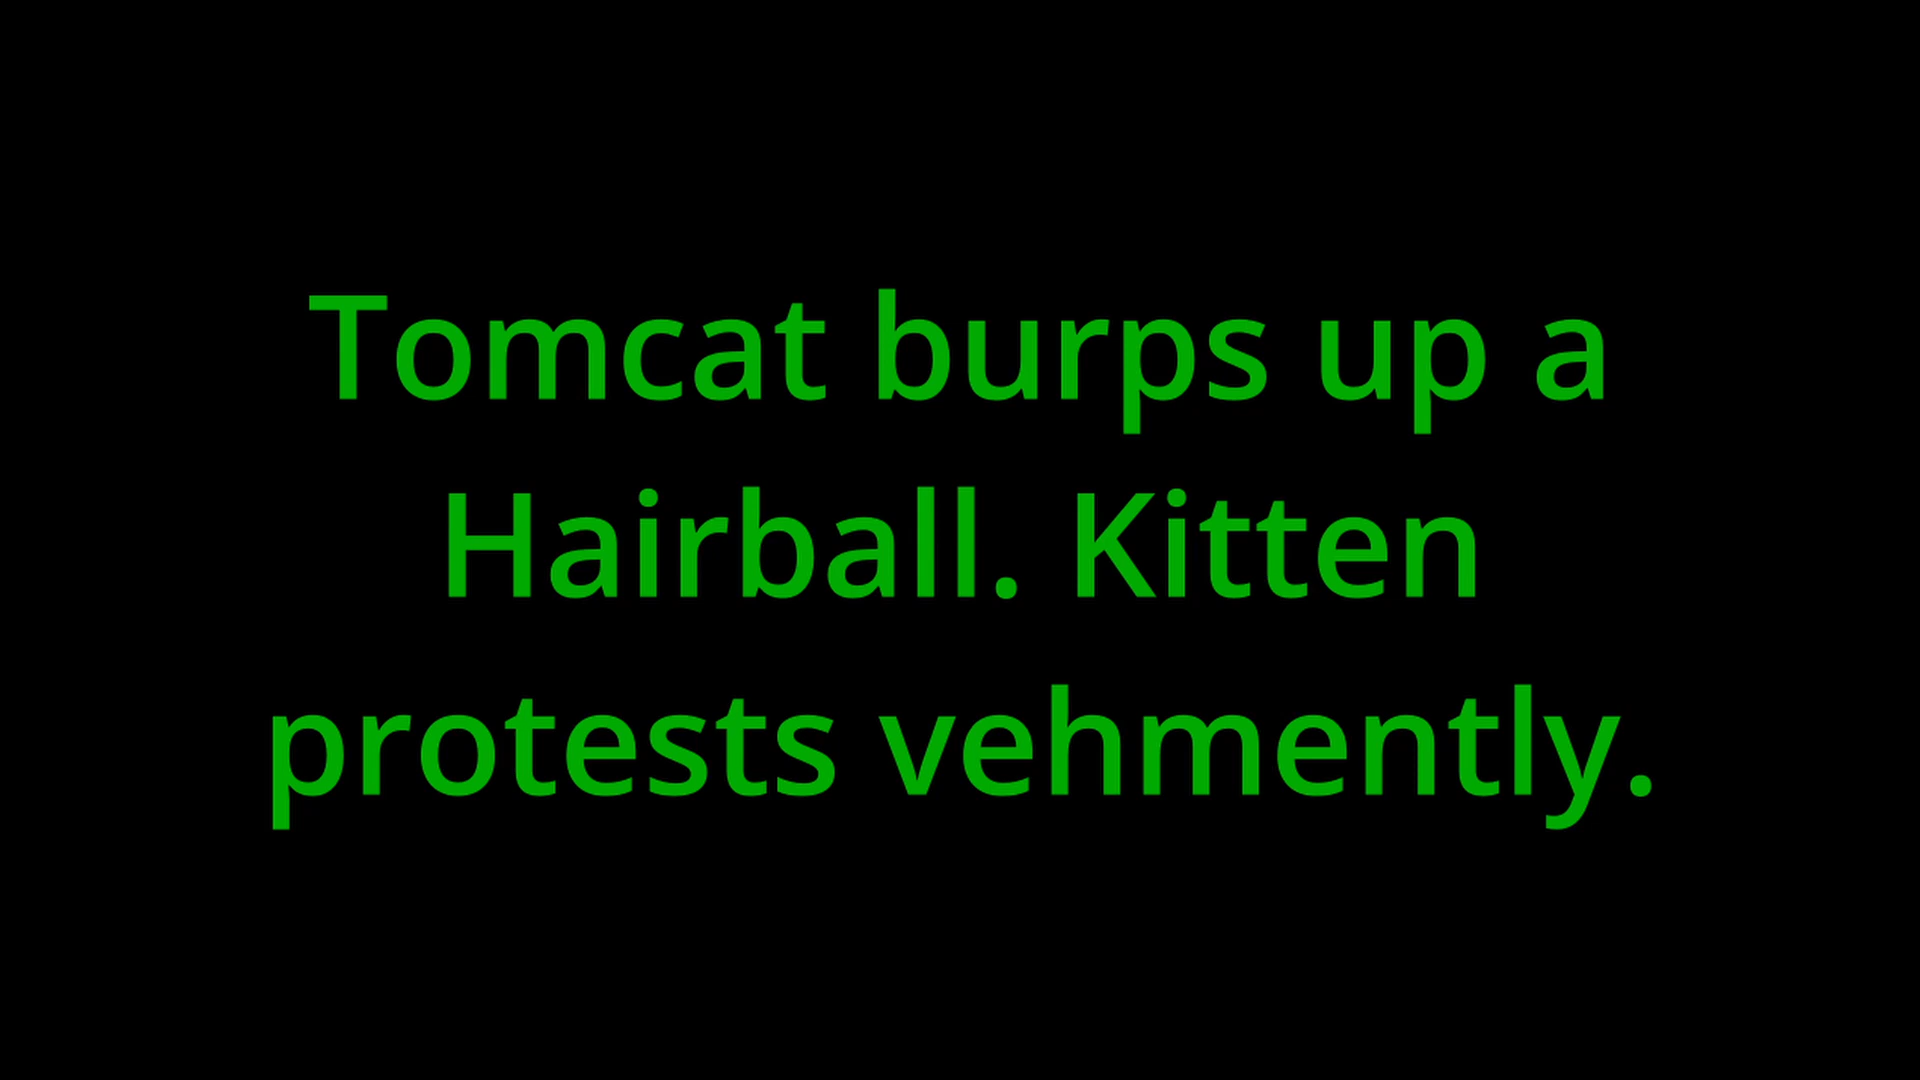 Tomcat burps up a
Hairball. Kitten
protests vehmently.